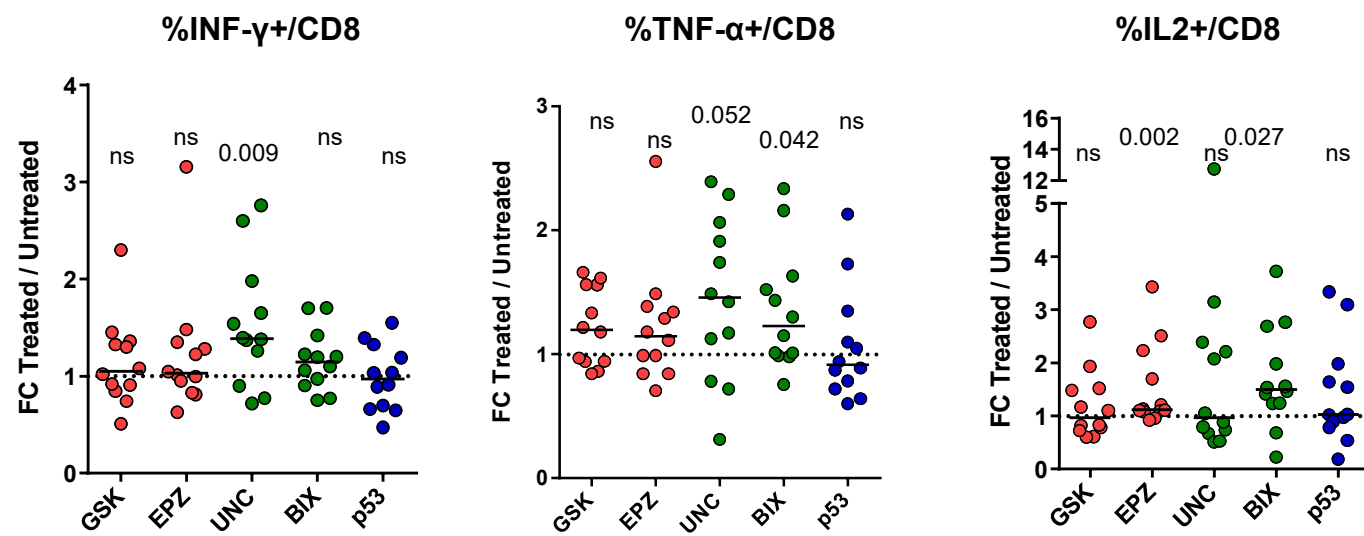 %INF-γ+/CD8
FC Treated / Untreated
4
3
2
1
0
ns
ns
0.009
ns
ns
GSK
EPZ
UNC
BIX
p53
%TNF-α+/CD8
FC Treated / Untreated
3
2
1
0
ns
ns
0.052
0.042
ns
GSK
EPZ
UNC
BIX
p53
%IL2+/CD8
FC Treated / Untreated
16
14
12
5
4
3
2
1
0
ns
0.002
ns
0.027
ns
GSK
EPZ
UNC
BIX
p53